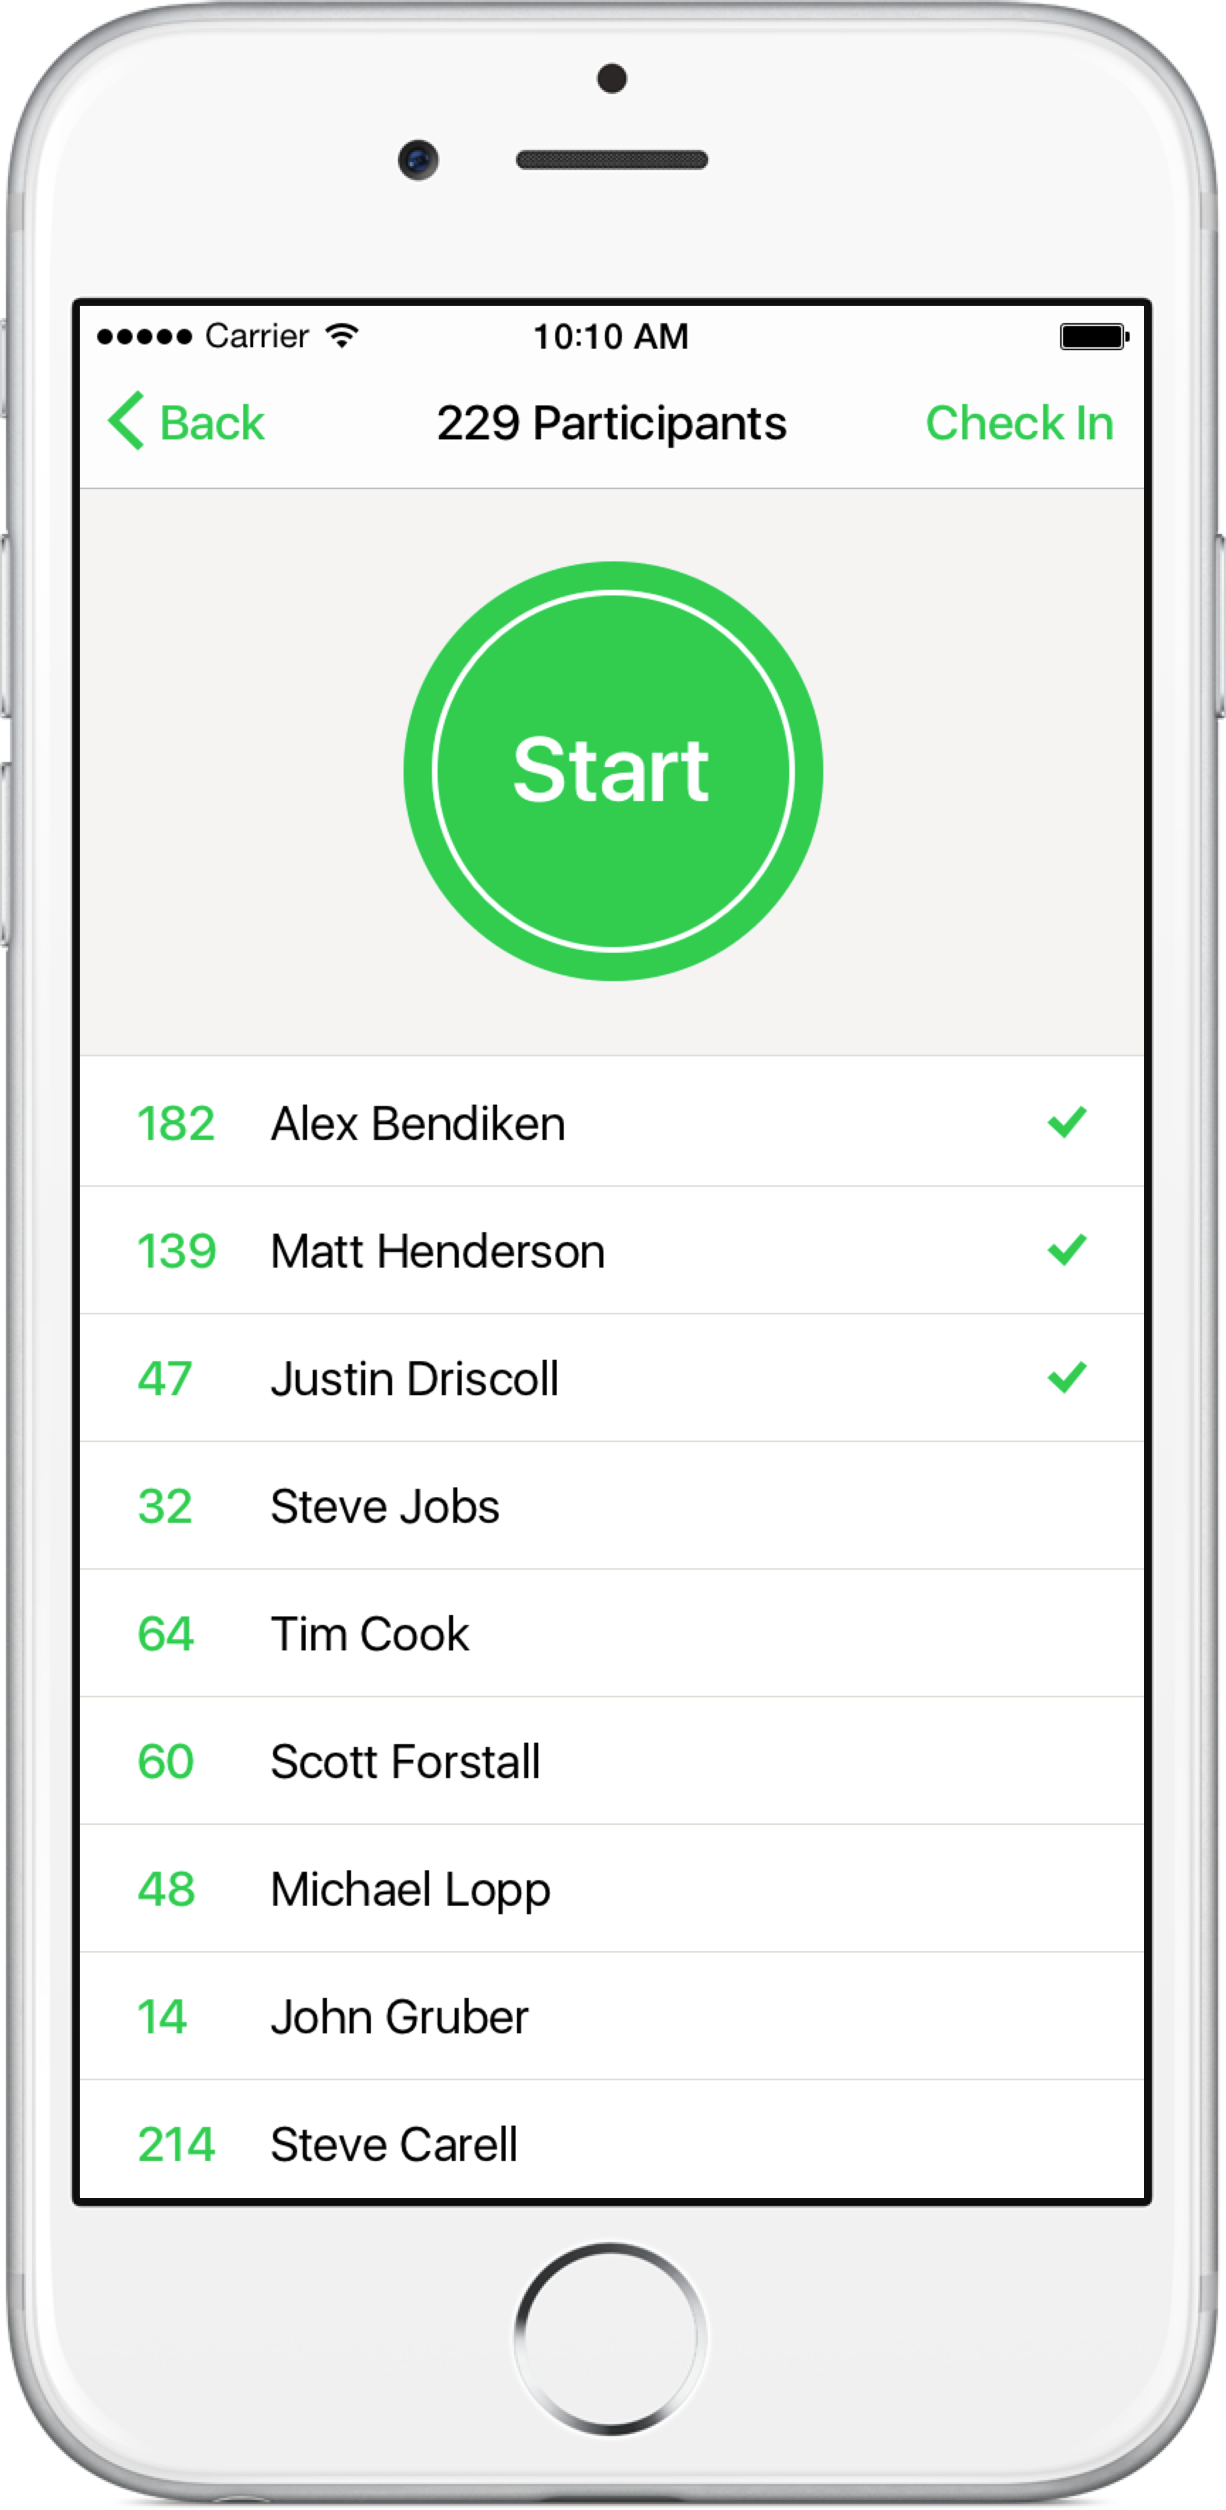 Carrier 10:10 AM
Back 229 Participants Check In
Start
182 Alex Bendiken
139 Matt Henderson
47 Justin Driscoll
32 Steve Jobs
64 Tim Cook
60 Scott Forstall
48 Michael Lopp
14 John Gruber
214 Steve Carell